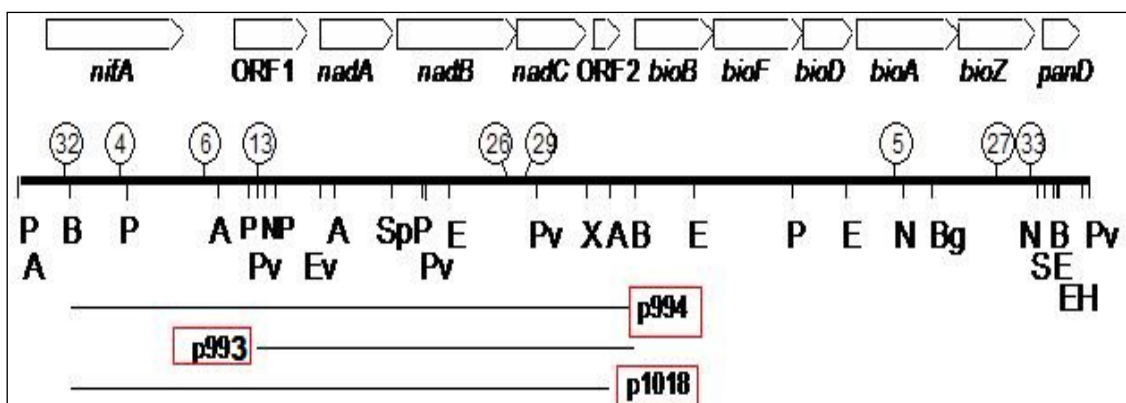 nifA ORF1 nadA nadB nadC ORF2 bioB bioF bioD bioA bioZ panD
32 4 6 13 26 29 5 27 33
P B P A P N P A Sp P E Pv X A B E P E N Bg N B Pv
A Pv Ev Pv S E
E H
p994
p993
p1018